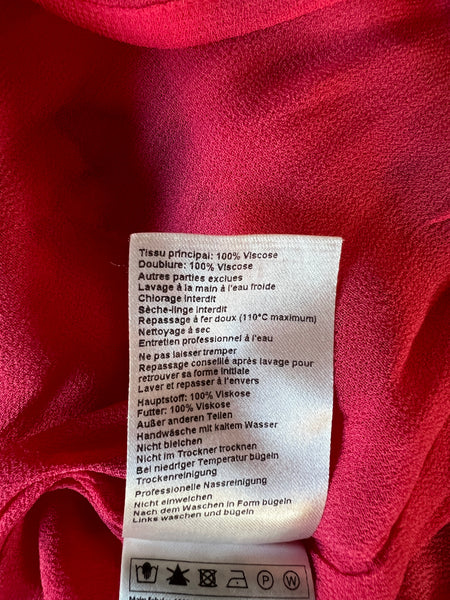 Tissu principal: 100% Viscose
Doublure: 100% Viscose
Autres parties exclues
Lavage à la main à l'eau froide
Chlorage interdit
Sèche-linge interdit
Repassage à fer doux (110°C maximum)
Nettoyage à sec
Entretien professionnel à l'eau
Ne pas laisser tremper
Repassage conseillé après lavage pour
retrouver sa forme initiale
Laver et repasser à l'envers
Hauptstoff: 100% Viskose
Futter: 100% Viskose
Außer anderen Teilen
Handwäsche mit kaltem Wasser
Nicht bleichen
Nicht im Trockner trocknen
Bei niedriger Temperatur bügeln
Trockenreinigung
Professionelle Nassreinigung
Nicht einweichen
Nach dem Waschen in Form bügeln
Links waschen und bügeln
P W